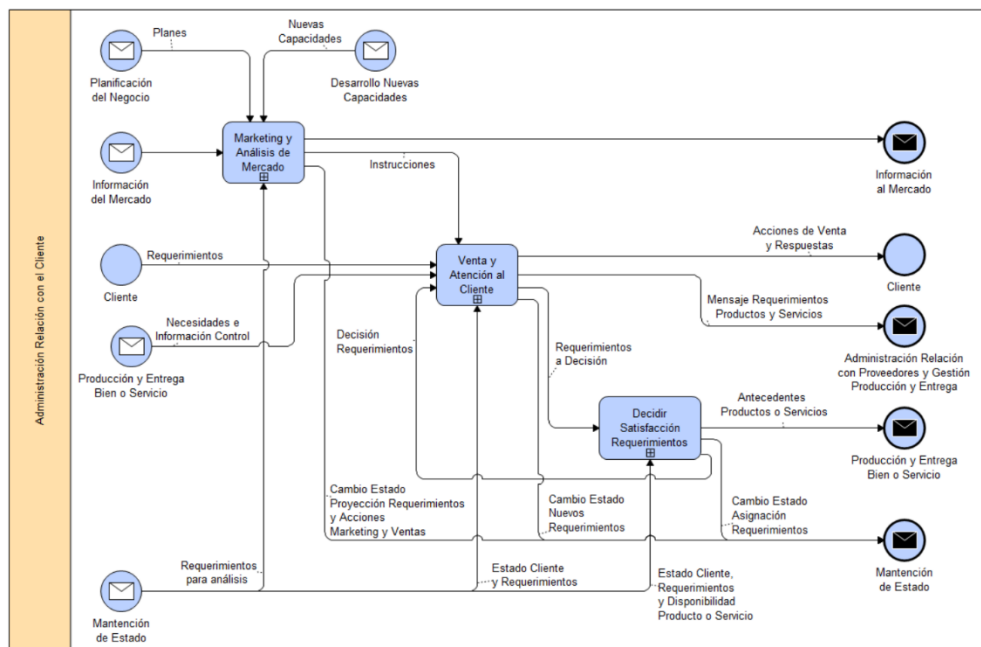 Administración Relación con el Cliente
Planes
Planificación
del Negocio
Nuevas
Capacidades
Desarrollo Nuevas
Capacidades
Marketing y
Análisis de
Mercado
Información
del Mercado
Instrucciones
Información
al Mercado
Requerimientos
Cliente
Venta y
Atención al
Cliente
Acciones de Venta
y Respuestas
Cliente
Necesidades e
Información Control
Producción y Entrega
Bien o Servicio
Mensaje Requerimientos
Productos y Servicios
Administración Relación
con Proveedores y Gestión
Producción y Entrega
Decisión
Requerimientos
Requerimientos
a Decisión
Decidir
Satisfacción
Requerimientos
Antecedentes
Productos o Servicios
Producción y Entrega
Bien o Servicio
Cambio Estado
Proyección Requerimientos
y Acciones
Marketing y Ventas
Cambio Estado
Nuevos
Requerimientos
Cambio Estado
Asignación
Requerimientos
Mantención
de Estado
Requerimientos
para análisis
Estado Cliente
y Requerimientos
Estado Cliente,
Requerimientos
y Disponibilidad
Producto o Servicio
Mantención
de Estado